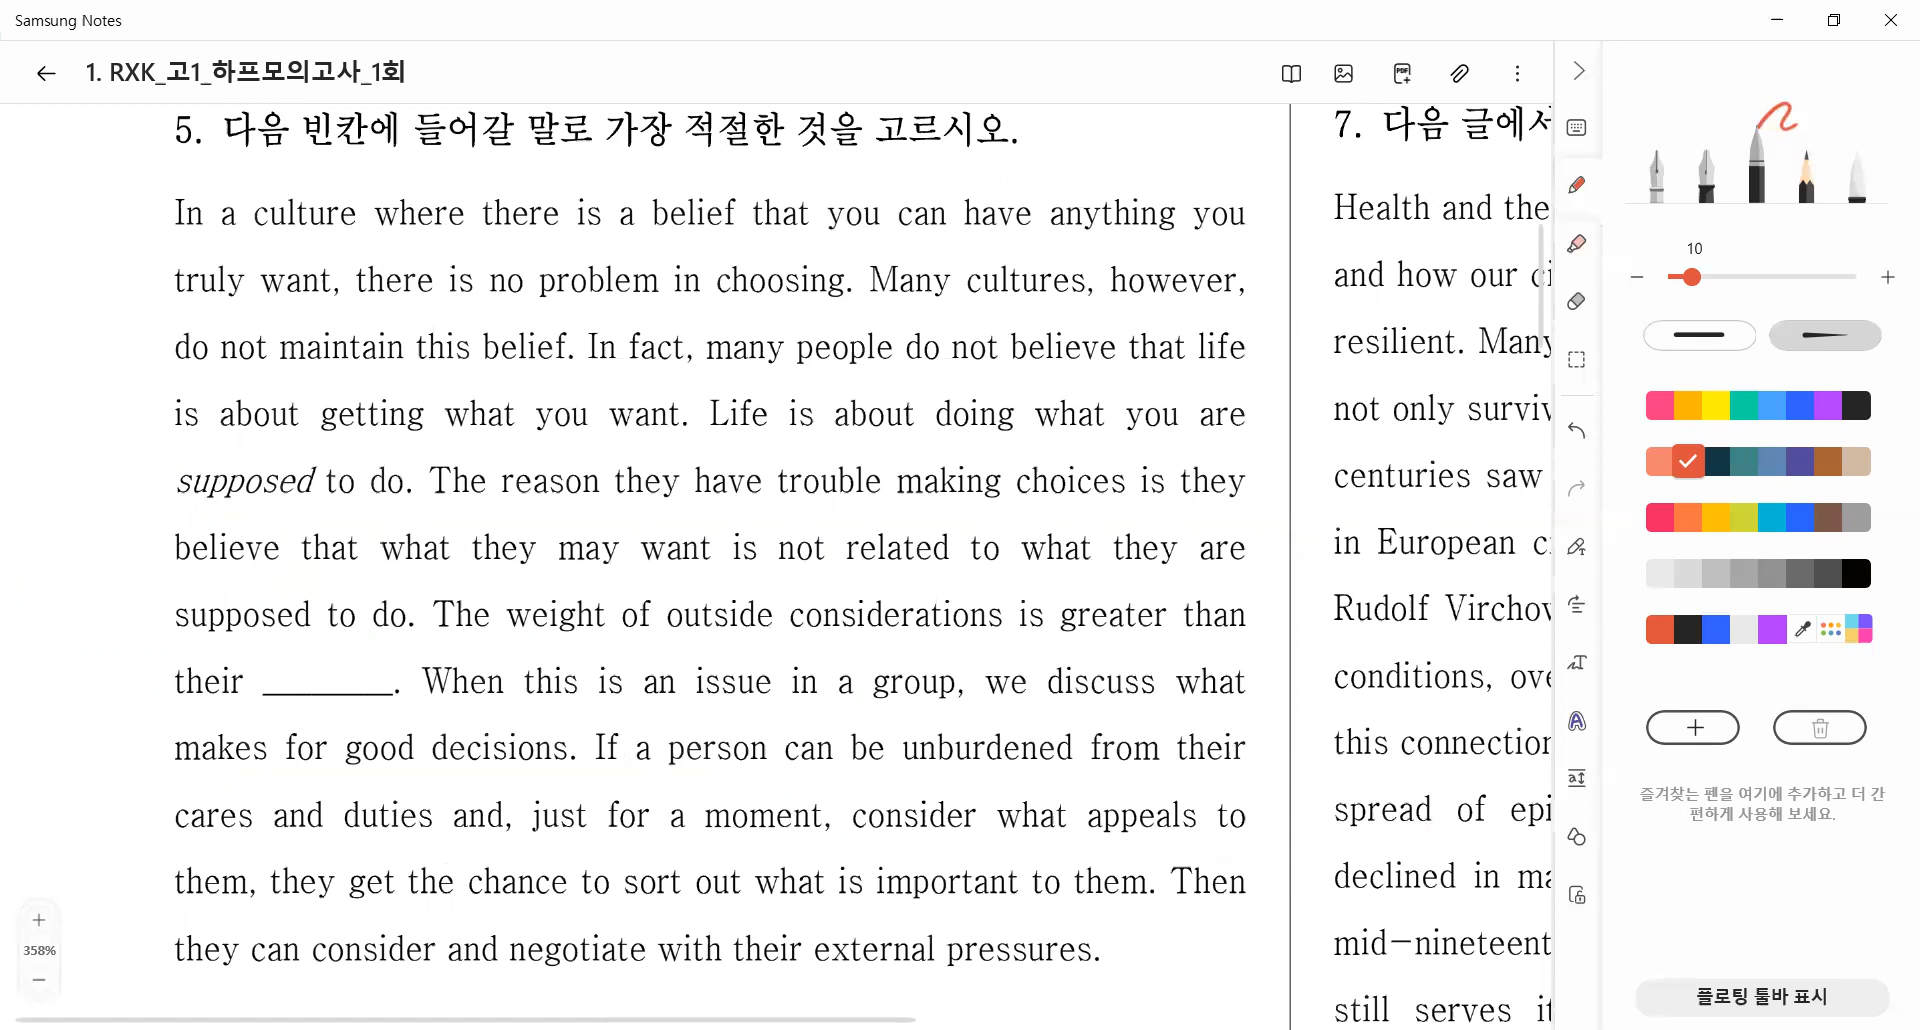 Samsung Notes
1. RXK_고1_하프모의고사_1회
5. 다음 빈칸에 들어갈 말로 가장 적절한 것을 고르시오.
In a culture where there is a belief that you can have anything you
truly want, there is no problem in choosing. Many cultures, however,
do not maintain this belief. In fact, many people do not believe that life
is about getting what you want. Life is about doing what you are
supposed to do. The reason they have trouble making choices is they
believe that what they may want is not related to what they are
supposed to do. The weight of outside considerations is greater than
their ________. When this is an issue in a group, we discuss what
makes for good decisions. If a person can be unburdened from their
cares and duties and, just for a moment, consider what appeals to
them, they get the chance to sort out what is important to them. Then
they can consider and negotiate with their external pressures.
7. 다음 글에서
Health and the
and how our ci
resilient. Many
not only surviv
centuries saw
in European c
Rudolf Virchov
conditions, ove
this connection
spread of epi
declined in ma
mid-nineteent
still serves it
PDF
10
358%
즐겨찾는 펜을 여기에 추가하고 더 간
편하게 사용해 보세요.
플로팅 툴바 표시